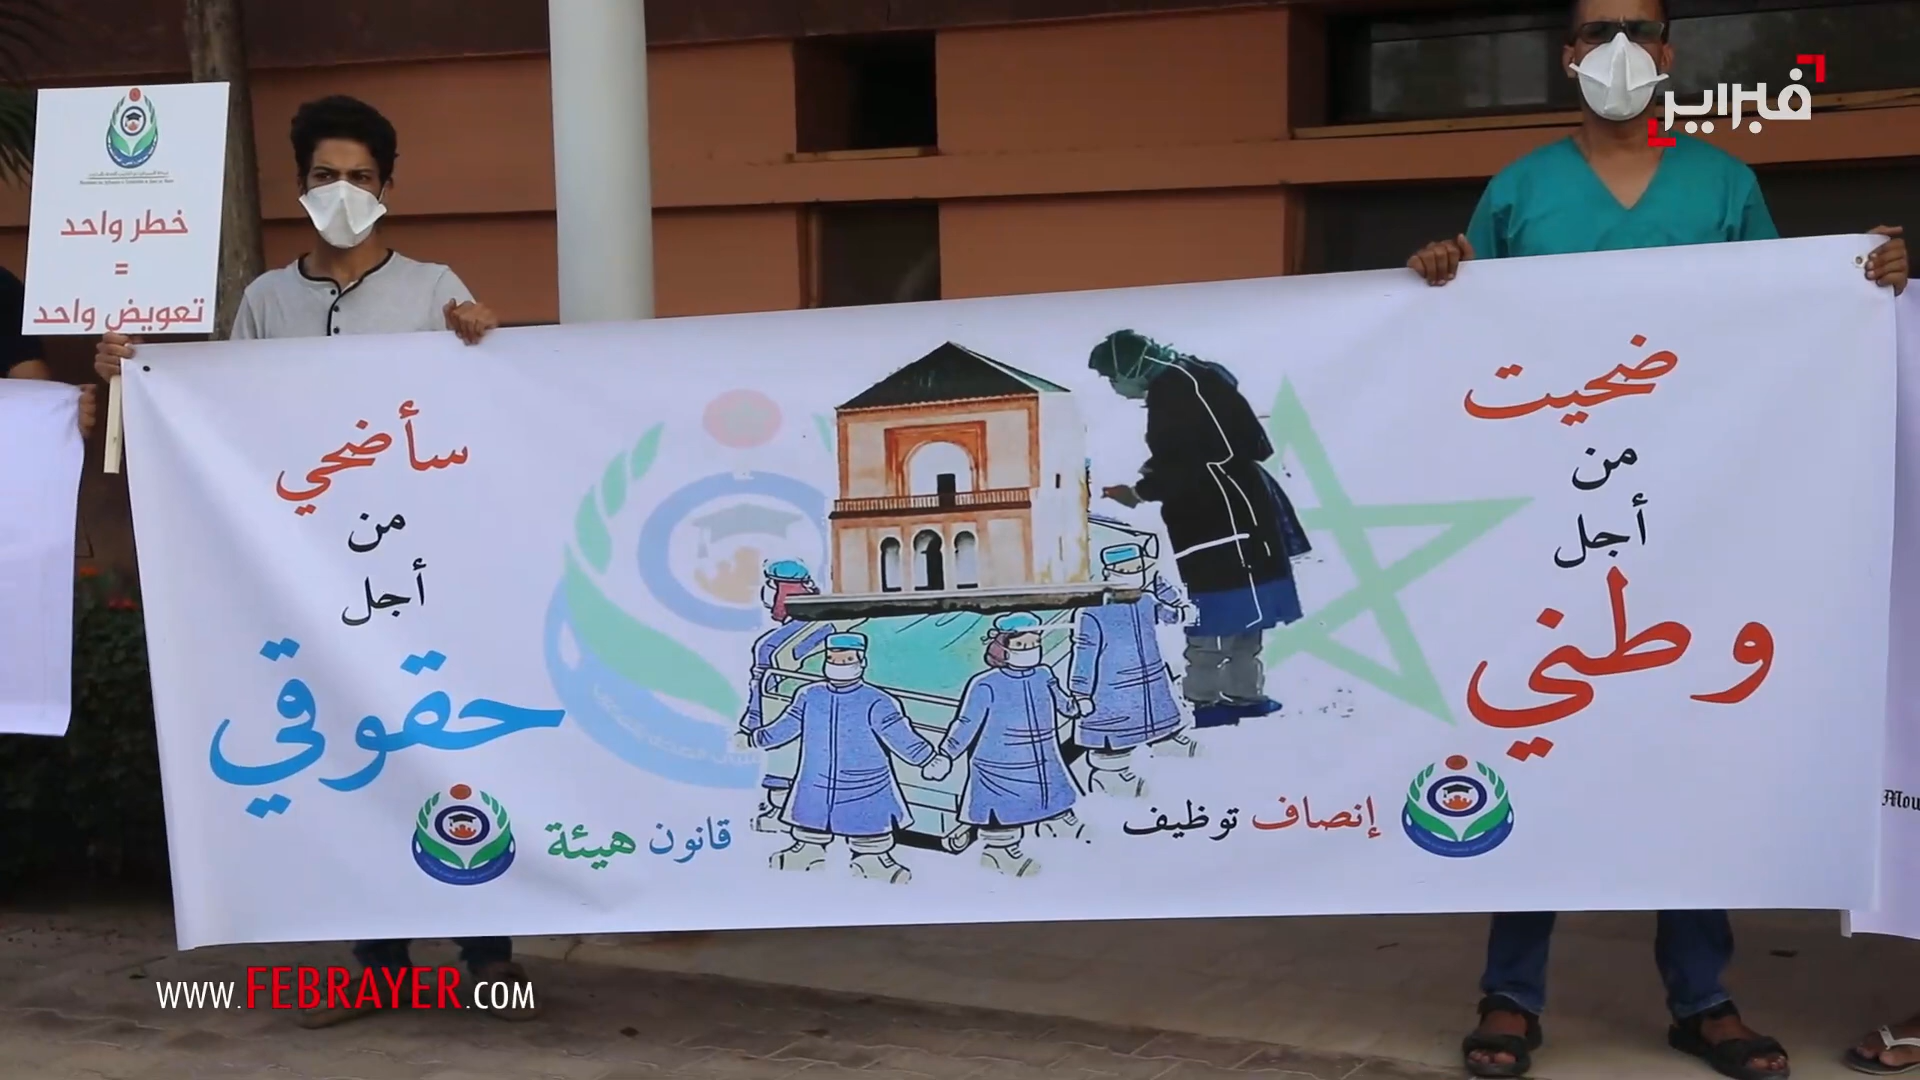 فبراير
خطر واحد
=
تعويض واحد
ضحيت
من
أجل
وطني
سأضحي
من
أجل
حقوقي
إنصاف توظيف
قانون هيئة
Mou
WWW.FEBRAYER.COM